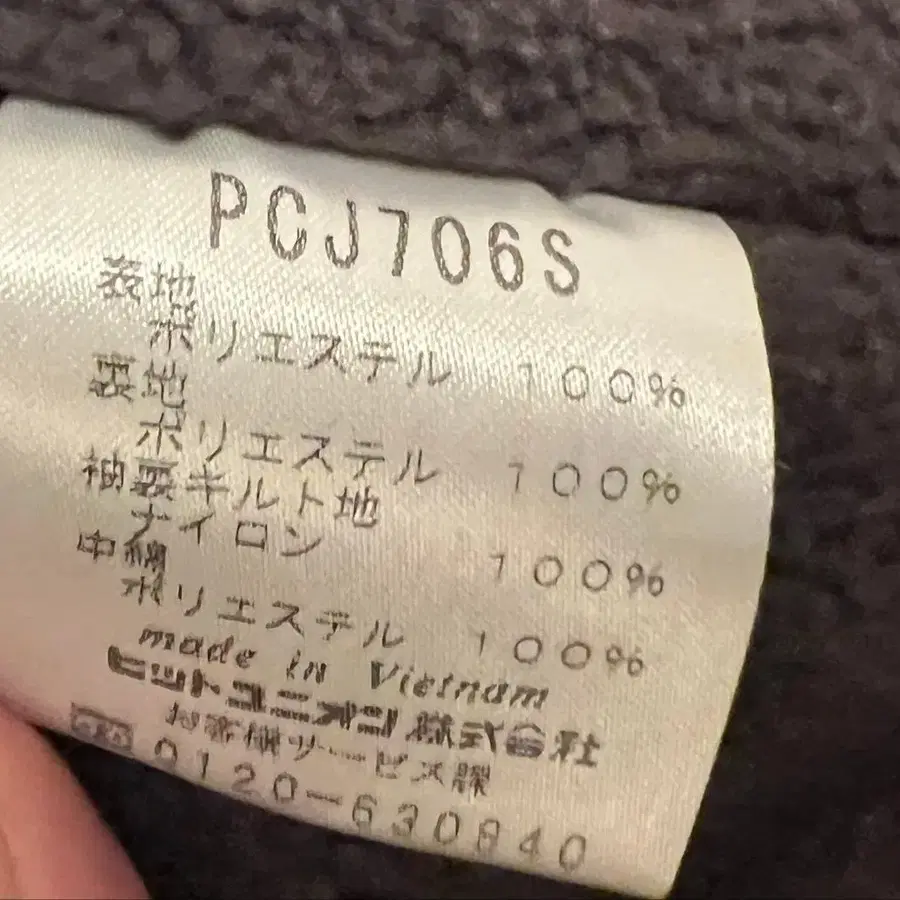 PCJ706S
表地
ポリエステル 100%
裏地
ポリエステル 100%
袖裏キルト地
ナイロン 100%
中綿
ポリエステル 100%
made in Vietnam
ヒットユニオン株式会社
お客様サービス課
0120-630840